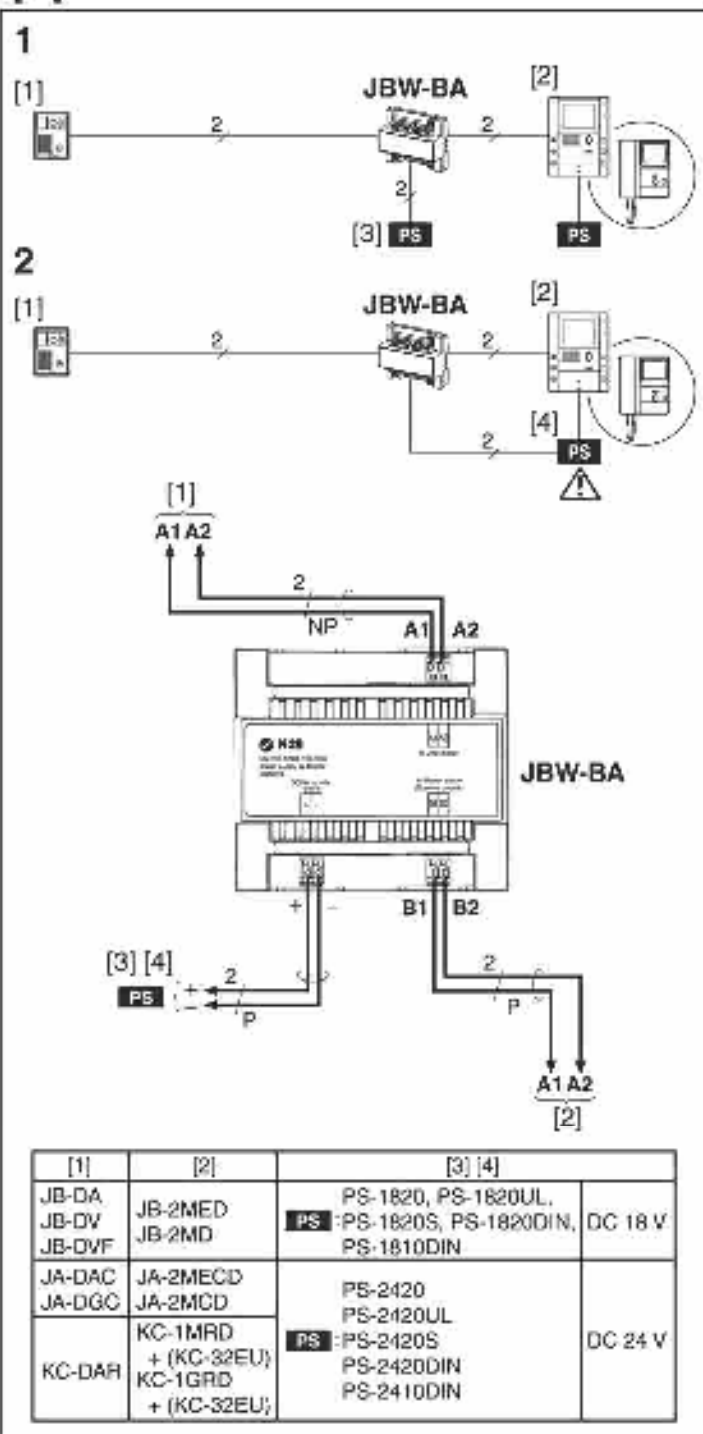 1
[1]
JBW-BA
[2]
2
2
2
[3] PS
PS
2
[1]
JBW-BA
[2]
2
2
[4]
2
PS
[1]
A1 A2
2
NP
A1 A2
JBW-BA
+ -
B1 B2
[3] [4]
PS
+
-
2
P
2
P
A1 A2
[2]
[1] [2] [3] [4]
JB-DA
JB-DV
JB-DVF
JB-2MED
JB-2MD
PS : PS-1820, PS-1820UL,
PS-1820S, PS-1820DIN,
PS-1810DIN
DC 18 V
JA-DAC
JA-DGC
JA-2MECD
JA-2MCD
KC-DAR
KC-1MRD
+ (KC-32EU)
KC-1GRD
+ (KC-32EU)
PS : PS-2420
PS-2420UL
PS-2420S
PS-2420DIN
PS-2410DIN
DC 24 V